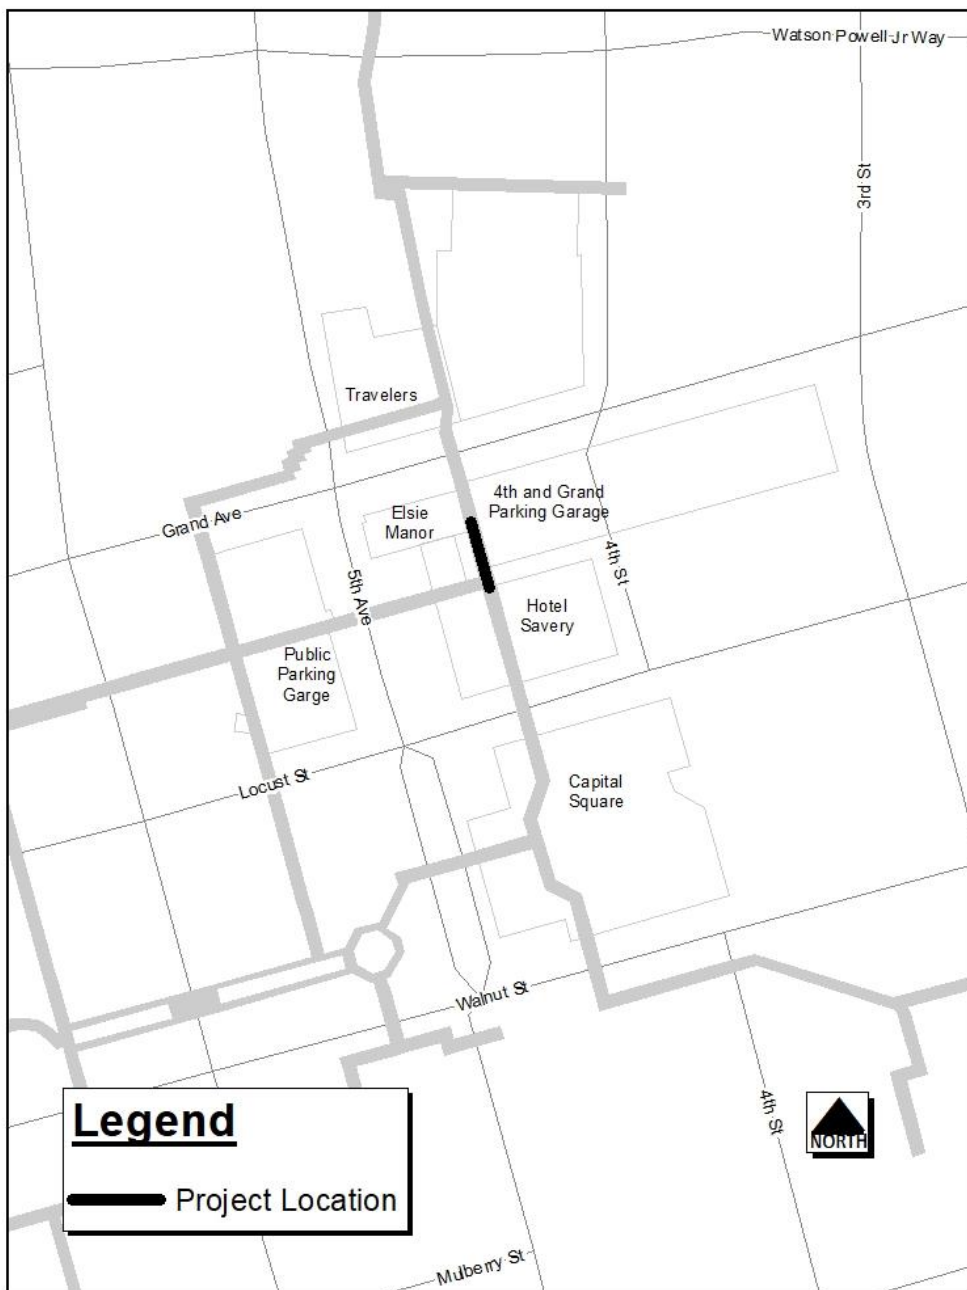 Watson Powell Jr Way
3rd St
Travelers
4th and Grand
Parking Garage
Elsie
Manor
Grand Ave
4th St
5th Ave
Hotel
Savery
Public
Parking
Garge
Locust St
Capital
Square
Walnut St
4th St
NORTH
Legend
Project Location
Mulberry St